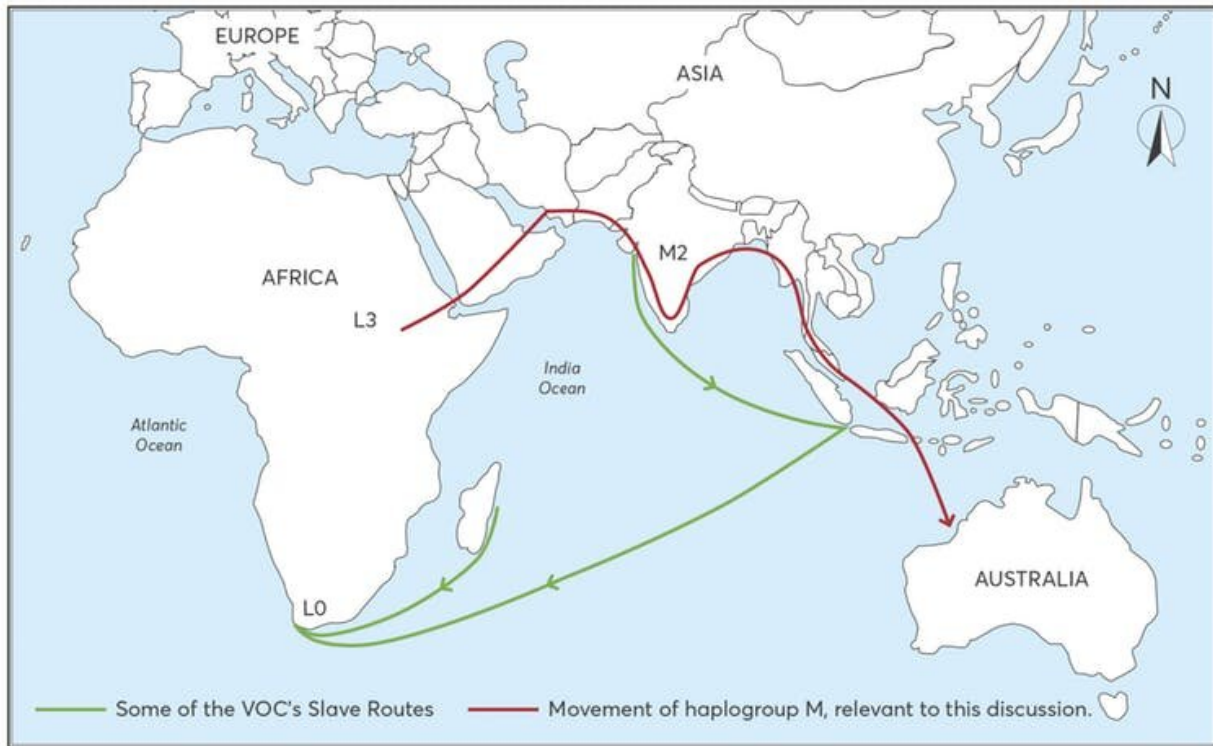 EUROPE
ASIA
N
AFRICA
M2
L3
India
Ocean
Atlantic
Ocean
L0
AUSTRALIA
Some of the VOC's Slave Routes
Movement of haplogroup M, relevant to this discussion.